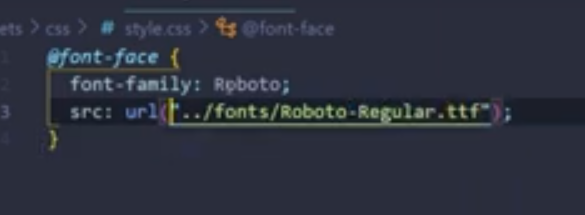 ets > css > # style.css > @font-face
1 @font-face {
2 font-family: Roboto;
3 src: url("../fonts/Roboto-Regular.ttf");
4 }